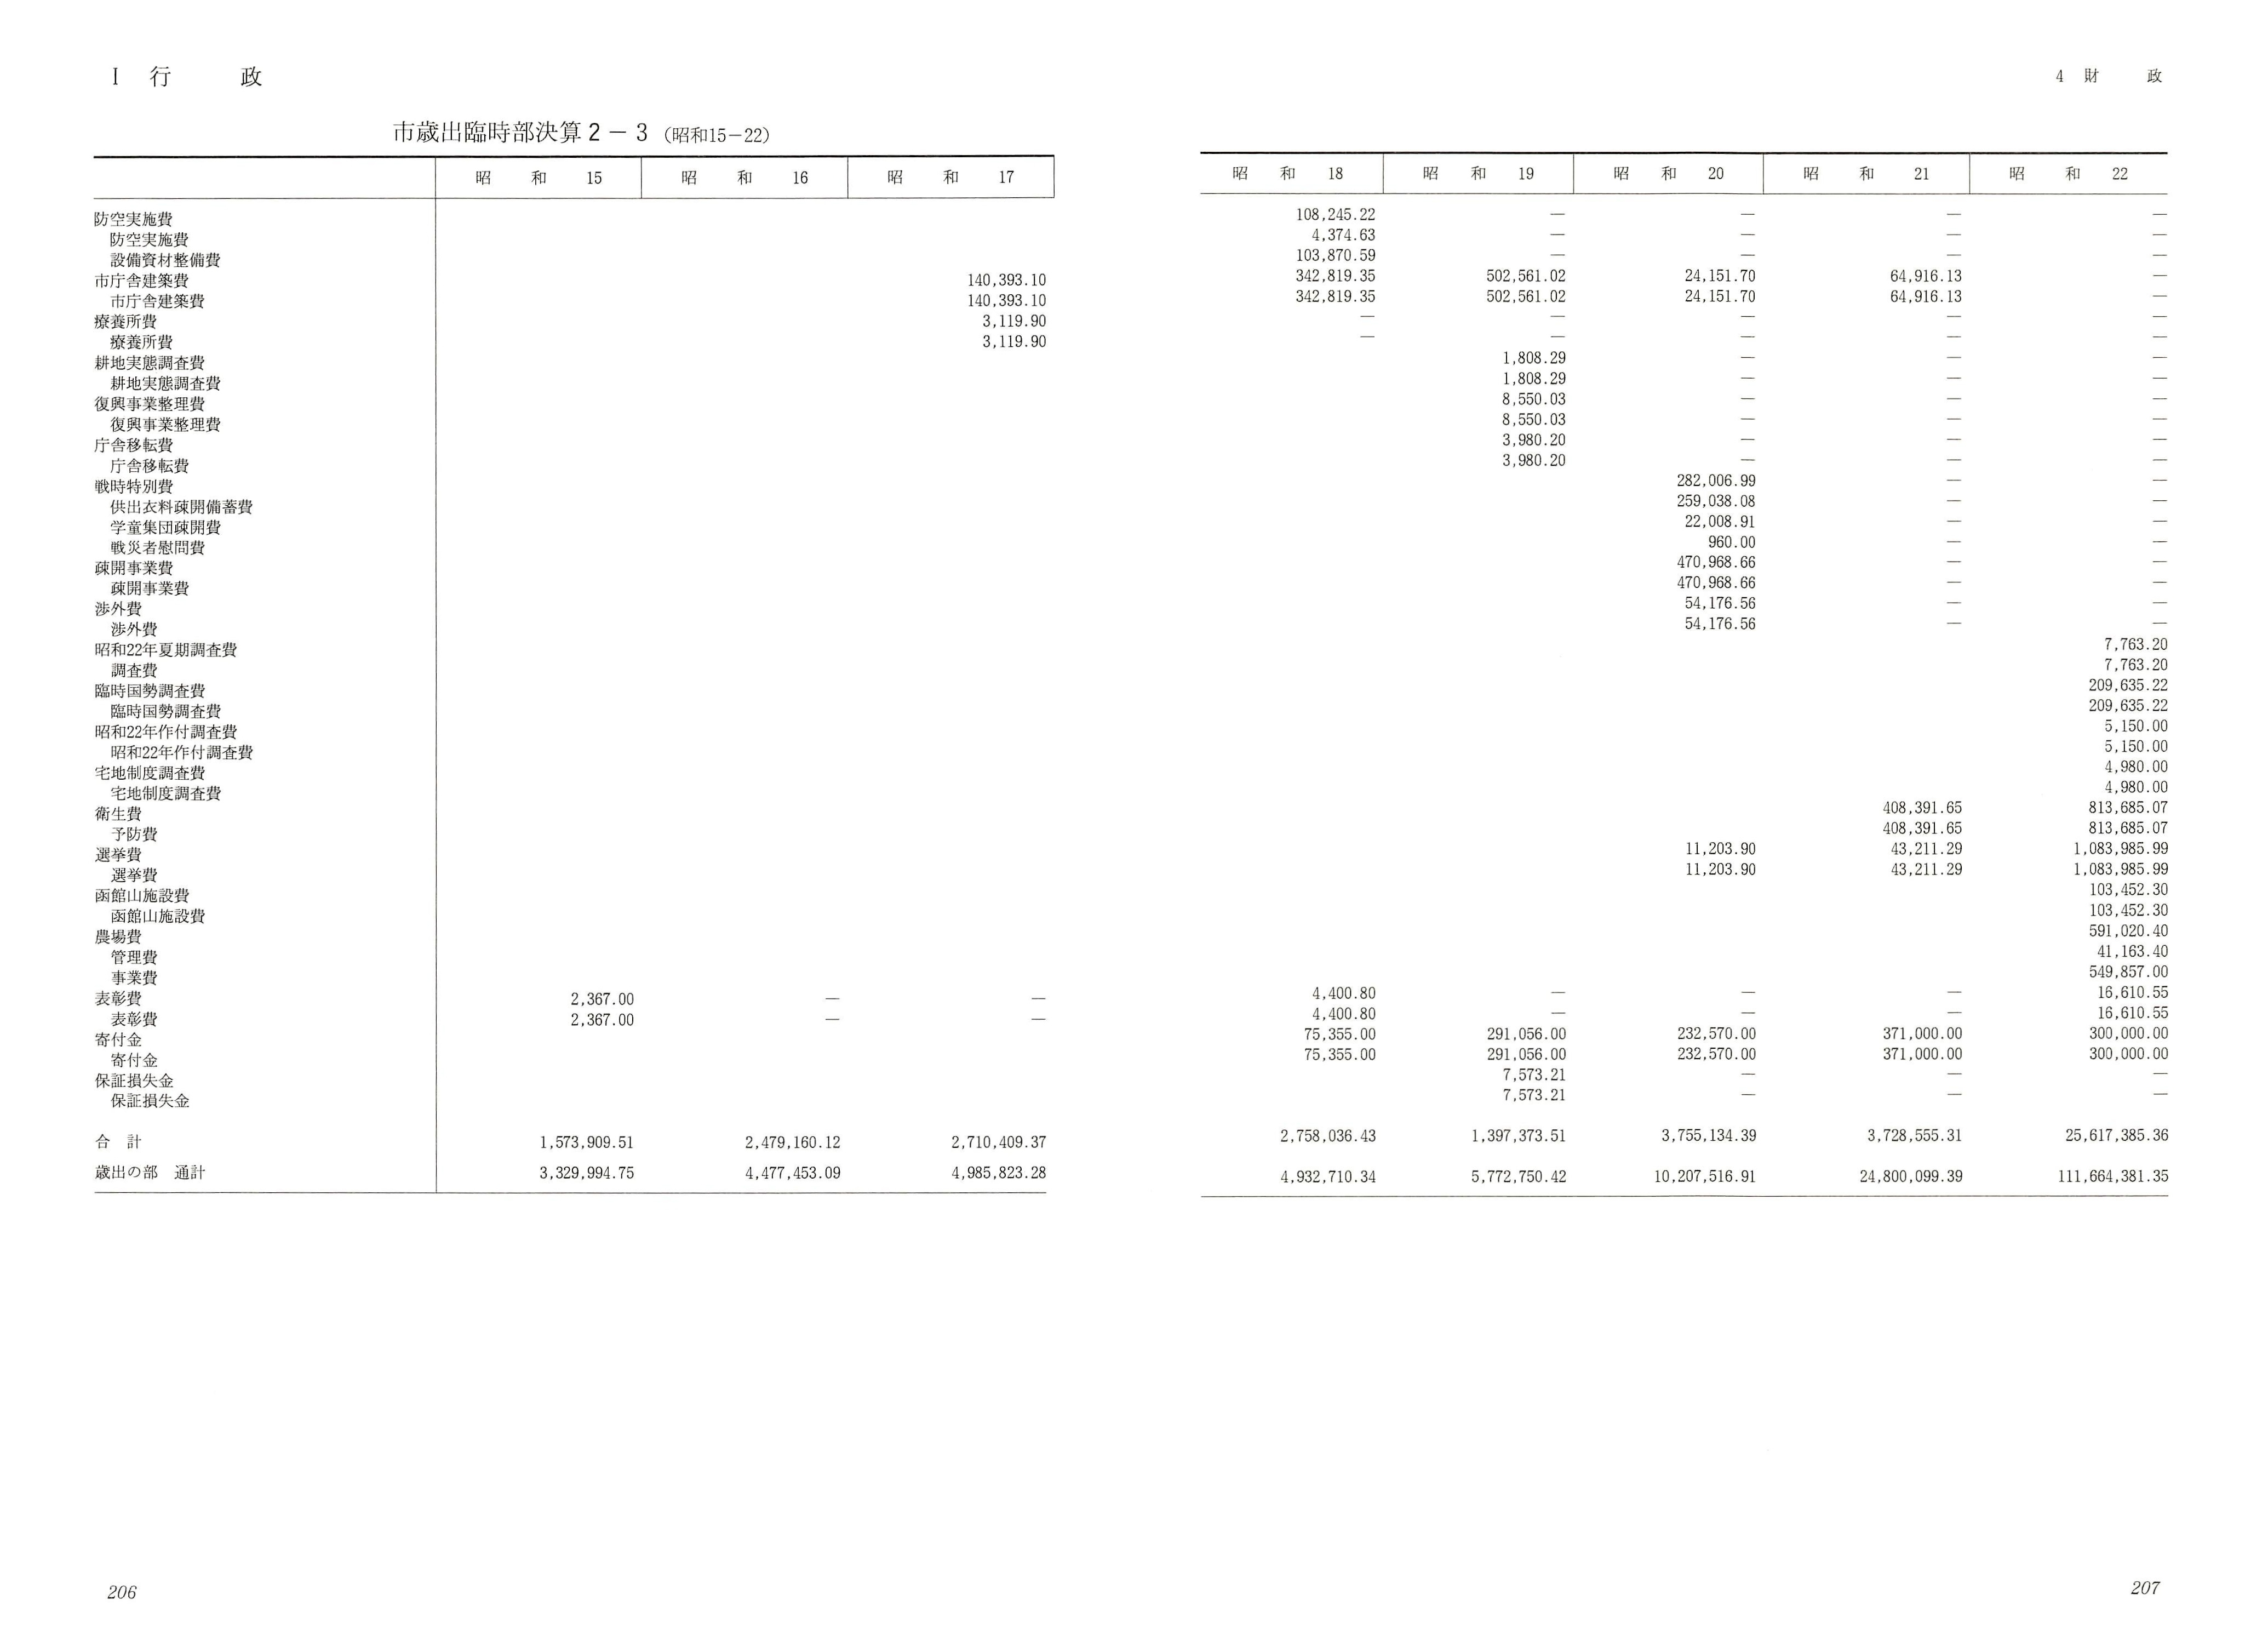 I 行 政
市歳出臨時部決算2－3（昭和15－22）
昭和15 昭和16 昭和17
防空実施費
防空実施費
設備資材整備費
市庁舎建築費 140,393.10
市庁舎建築費 140,393.10
療養所費 3,119.90
療養所費 3,119.90
耕地実態調査費
耕地実態調査費
復興事業整理費
復興事業整理費
庁舎移転費
庁舎移転費
戦時特別費
供出衣料疎開備蓄費
学童集団疎開費
戦災者慰問費
疎開事業費
疎開事業費
渉外費
渉外費
昭和22年夏期調査費
調査費
臨時国勢調査費
臨時国勢調査費
昭和22年作付調査費
昭和22年作付調査費
宅地制度調査費
宅地制度調査費
衛生費
予防費
選挙費
選挙費
函館山施設費
函館山施設費
農場費
管理費
事業費
表彰費 2,367.00 — —
表彰費 2,367.00 — —
寄付金
寄付金
保証損失金
保証損失金
合 計 1,573,909.51 2,479,160.12 2,710,409.37
歳出の部 通計 3,329,994.75 4,477,453.09 4,985,823.28
206
4 財 政
昭和18 昭和19 昭和20 昭和21 昭和22
108,245.22 — — — —
4,374.63 — — — —
103,870.59 — — — —
342,819.35 502,561.02 24,151.70 64,916.13 —
342,819.35 502,561.02 24,151.70 64,916.13 —
— — — — —
— — — — —
1,808.29 — — —
1,808.29 — — —
8,550.03 — — —
8,550.03 — — —
3,980.20 — — —
3,980.20 — — —
282,006.99 — —
259,038.08 — —
22,008.91 — —
960.00 — —
470,968.66 — —
470,968.66 — —
54,176.56 — —
54,176.56 — —
7,763.20
7,763.20
209,635.22
209,635.22
5,150.00
5,150.00
4,980.00
4,980.00
408,391.65 813,685.07
408,391.65 813,685.07
11,203.90 43,211.29 1,083,985.99
11,203.90 43,211.29 1,083,985.99
103,452.30
103,452.30
591,020.40
41,163.40
549,857.00
4,400.80 — — — 16,610.55
4,400.80 — — — 16,610.55
75,355.00 291,056.00 232,570.00 371,000.00 300,000.00
75,355.00 291,056.00 232,570.00 371,000.00 300,000.00
7,573.21 — — —
7,573.21 — — —
2,758,036.43 1,397,373.51 3,755,134.39 3,728,555.31 25,617,385.36
4,932,710.34 5,772,750.42 10,207,516.91 24,800,099.39 111,664,381.35
207